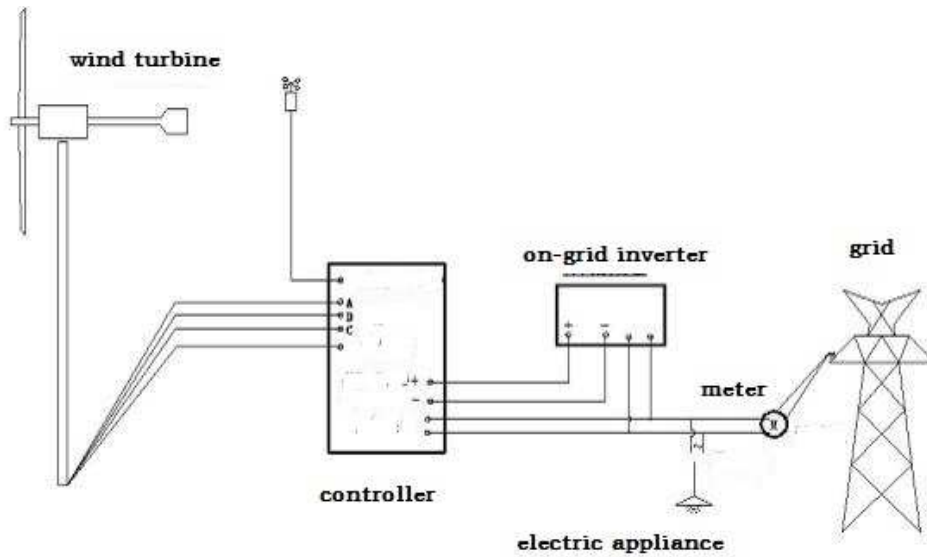 wind turbine
on-grid inverter
grid
A
B
C
+
-
+
-
meter
M
controller
electric appliance